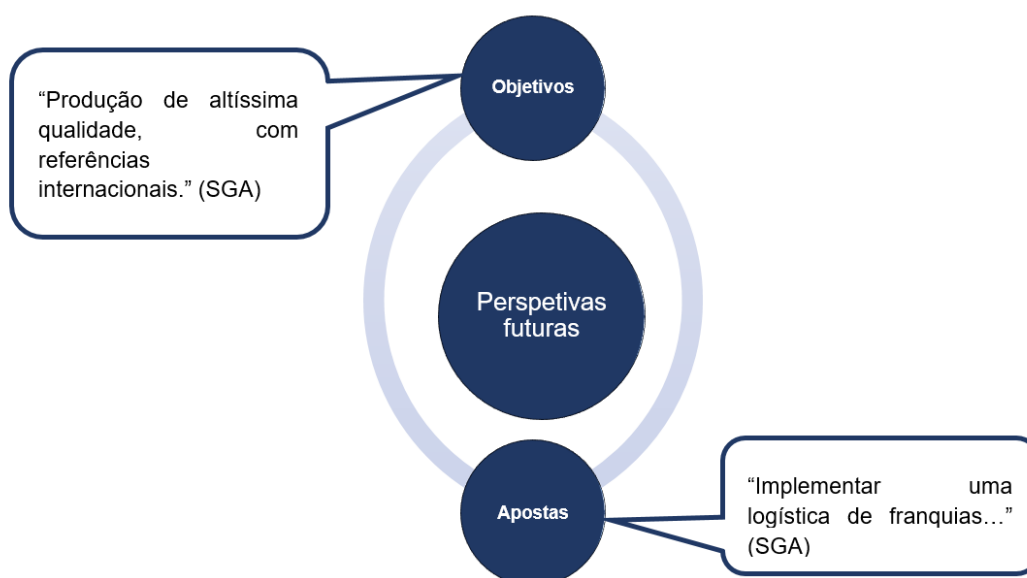 Objetivos
“Produção de altíssima
qualidade, com
referências
internacionais.” (SGA)
Perspetivas
futuras
Apostas
“Implementar uma
logística de franquias...”
(SGA)